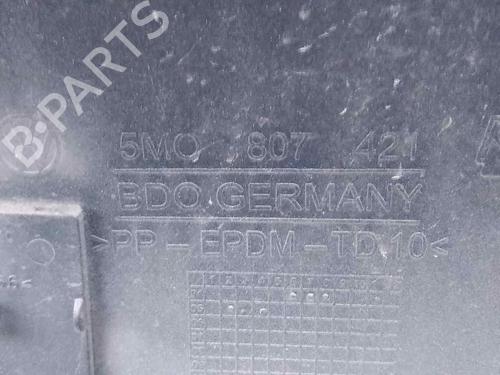 B-PARTS
5M0 807 421
BDO.GERMANY
>PP-EPDM-TD10<